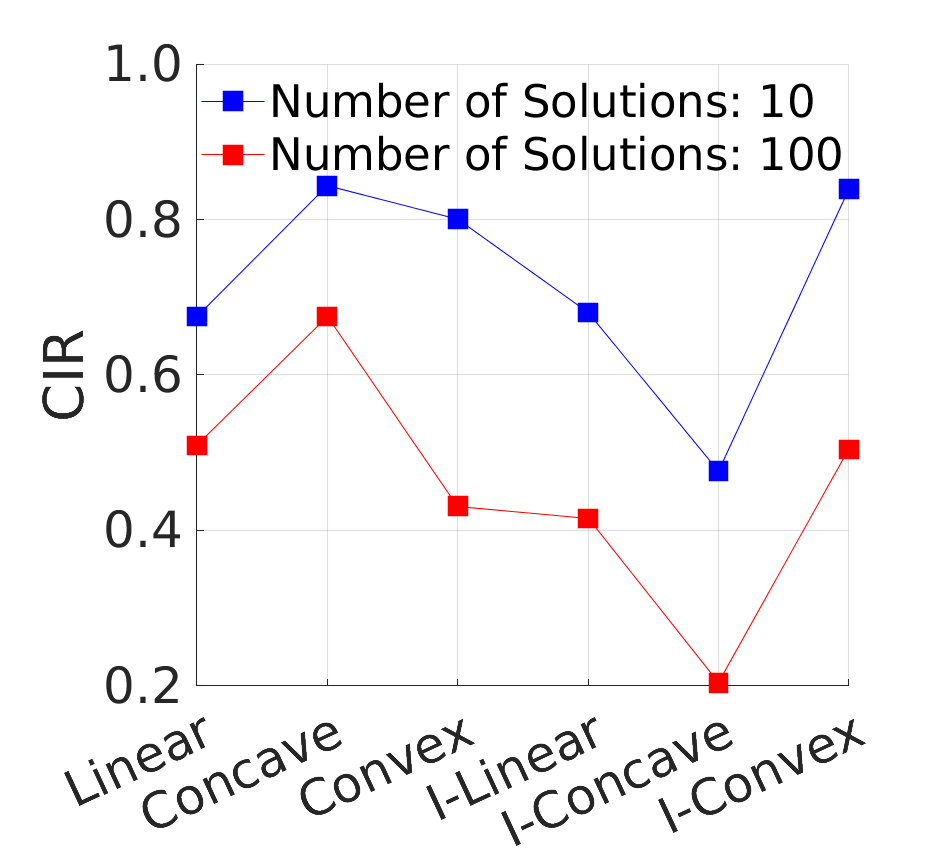 1.0
Number of Solutions: 10
Number of Solutions: 100
0.8
0.6
CIR
0.4
0.2
Linear
Concave
Convex
I-Linear
I-Concave
I-Convex